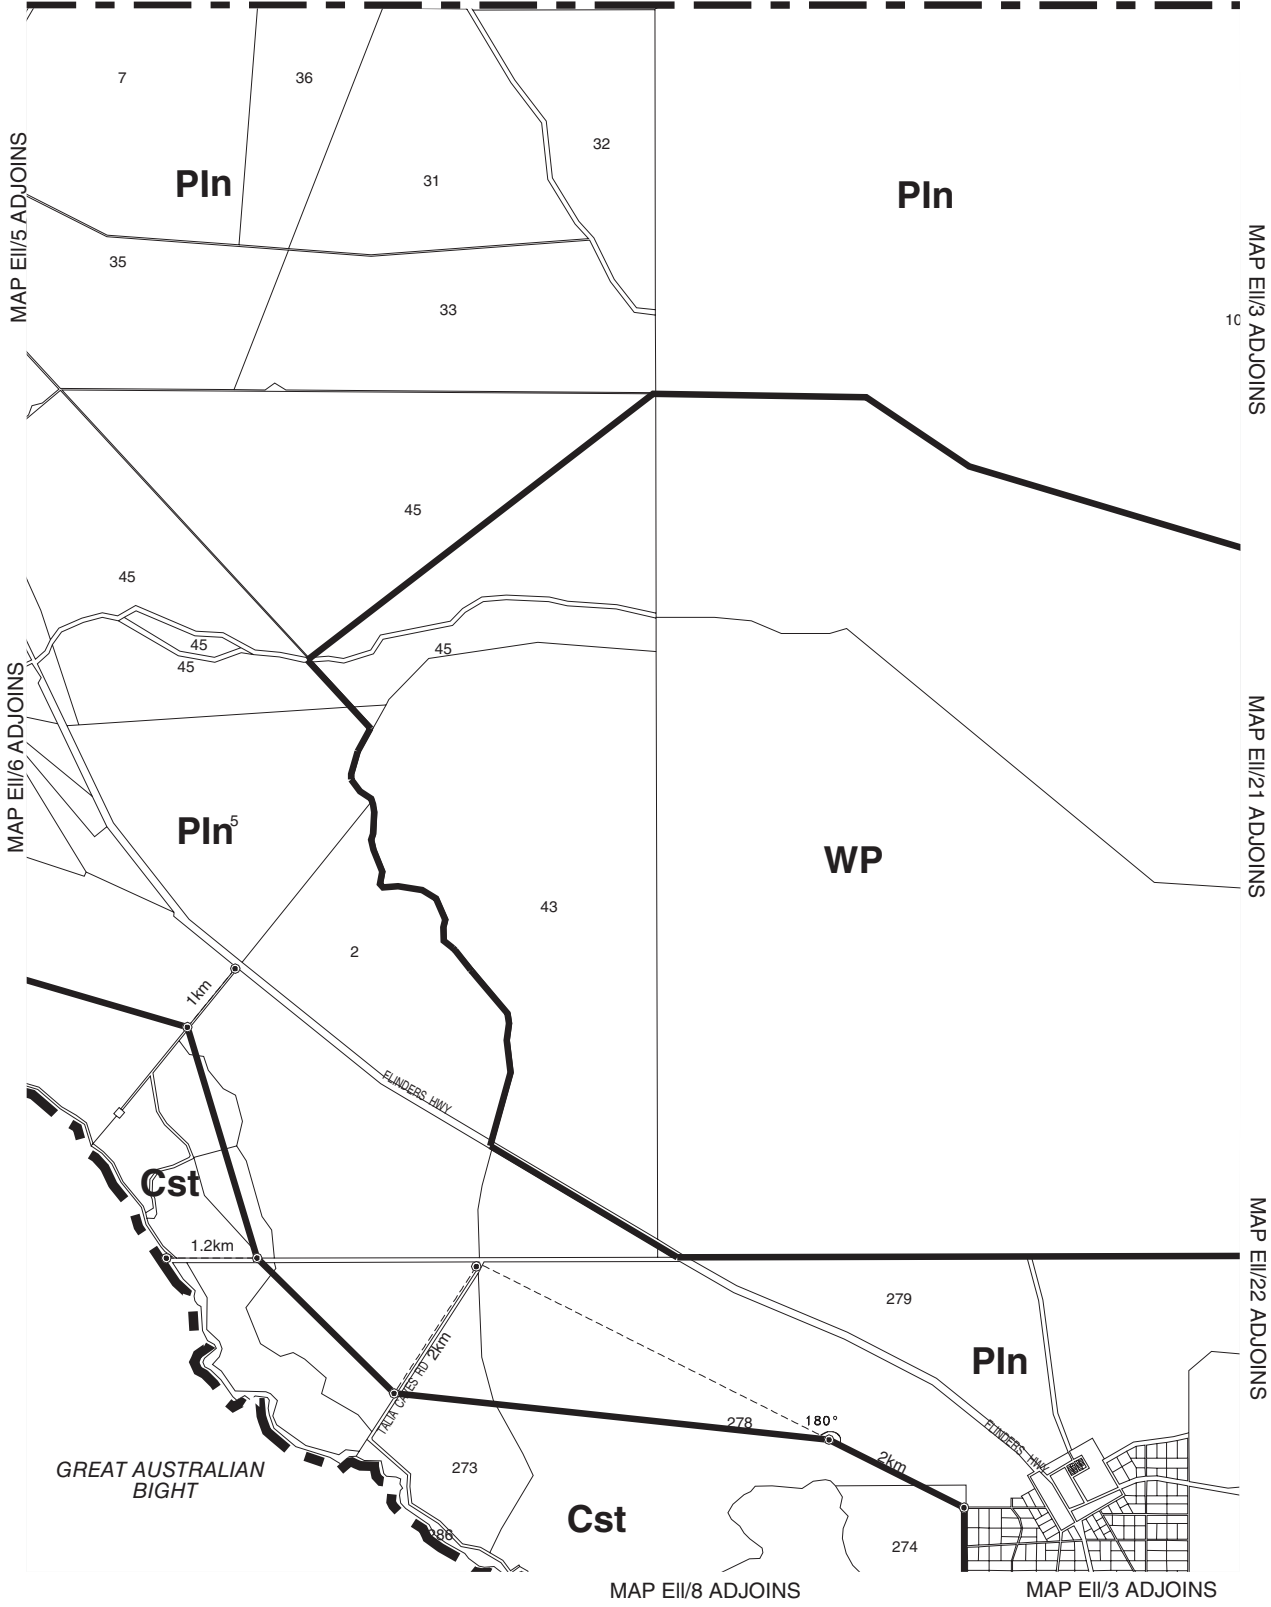 7
36
32
31
Pln
Pln
MAP EII/5 ADJOINS
35
33
10
MAP EII/3 ADJOINS
45
45
45
45
45
MAP EII/6 ADJOINS
MAP EII/21 ADJOINS
Pln
5
WP
43
2
1km
FLINDERS HWY
Cst
1.2km
279
MAP EII/22 ADJOINS
2km
Pln
TALIA CAVES RD
278
180°
FLINDERS HWY
2km
GREAT AUSTRALIAN
BIGHT
273
Cst
286
274
MAP EII/8 ADJOINS
MAP EII/3 ADJOINS